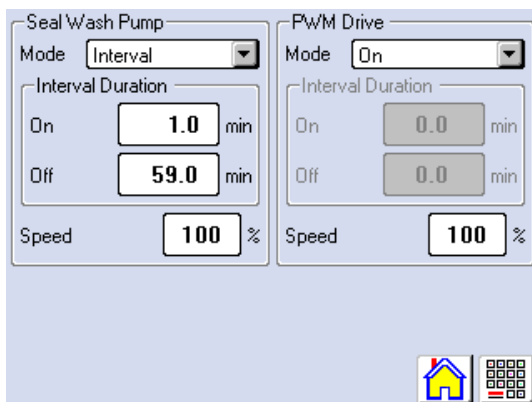 Seal Wash Pump
Mode Interval
Interval Duration
On 1.0 min
Off 59.0 min
Speed 100 %
PWM Drive
Mode On
Interval Duration
On 0.0 min
Off 0.0 min
Speed 100 %